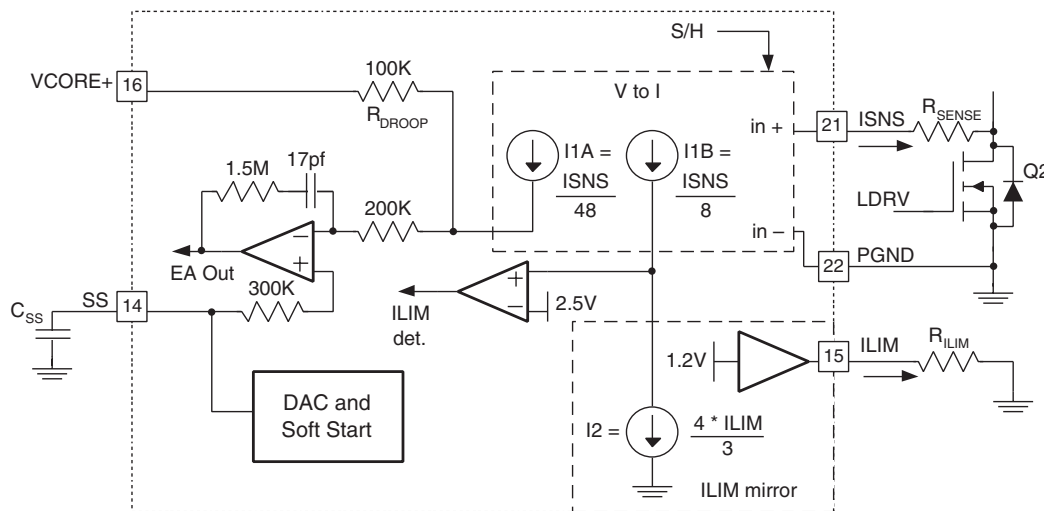 S/H
VCORE+
16
100K
R_DROOP
V to I
in +
21
ISNS
R_SENSE
17pf
1.5M
I1A =
ISNS
48
I1B =
ISNS
8
Q2
LDRV
200K
in –
–
+
EA Out
22
PGND
C_SS
SS
14
300K
ILIM
det.
+
–
2.5V
1.2V
15
ILIM
R_ILIM
DAC and
Soft Start
I2 =
4 * ILIM
3
ILIM mirror